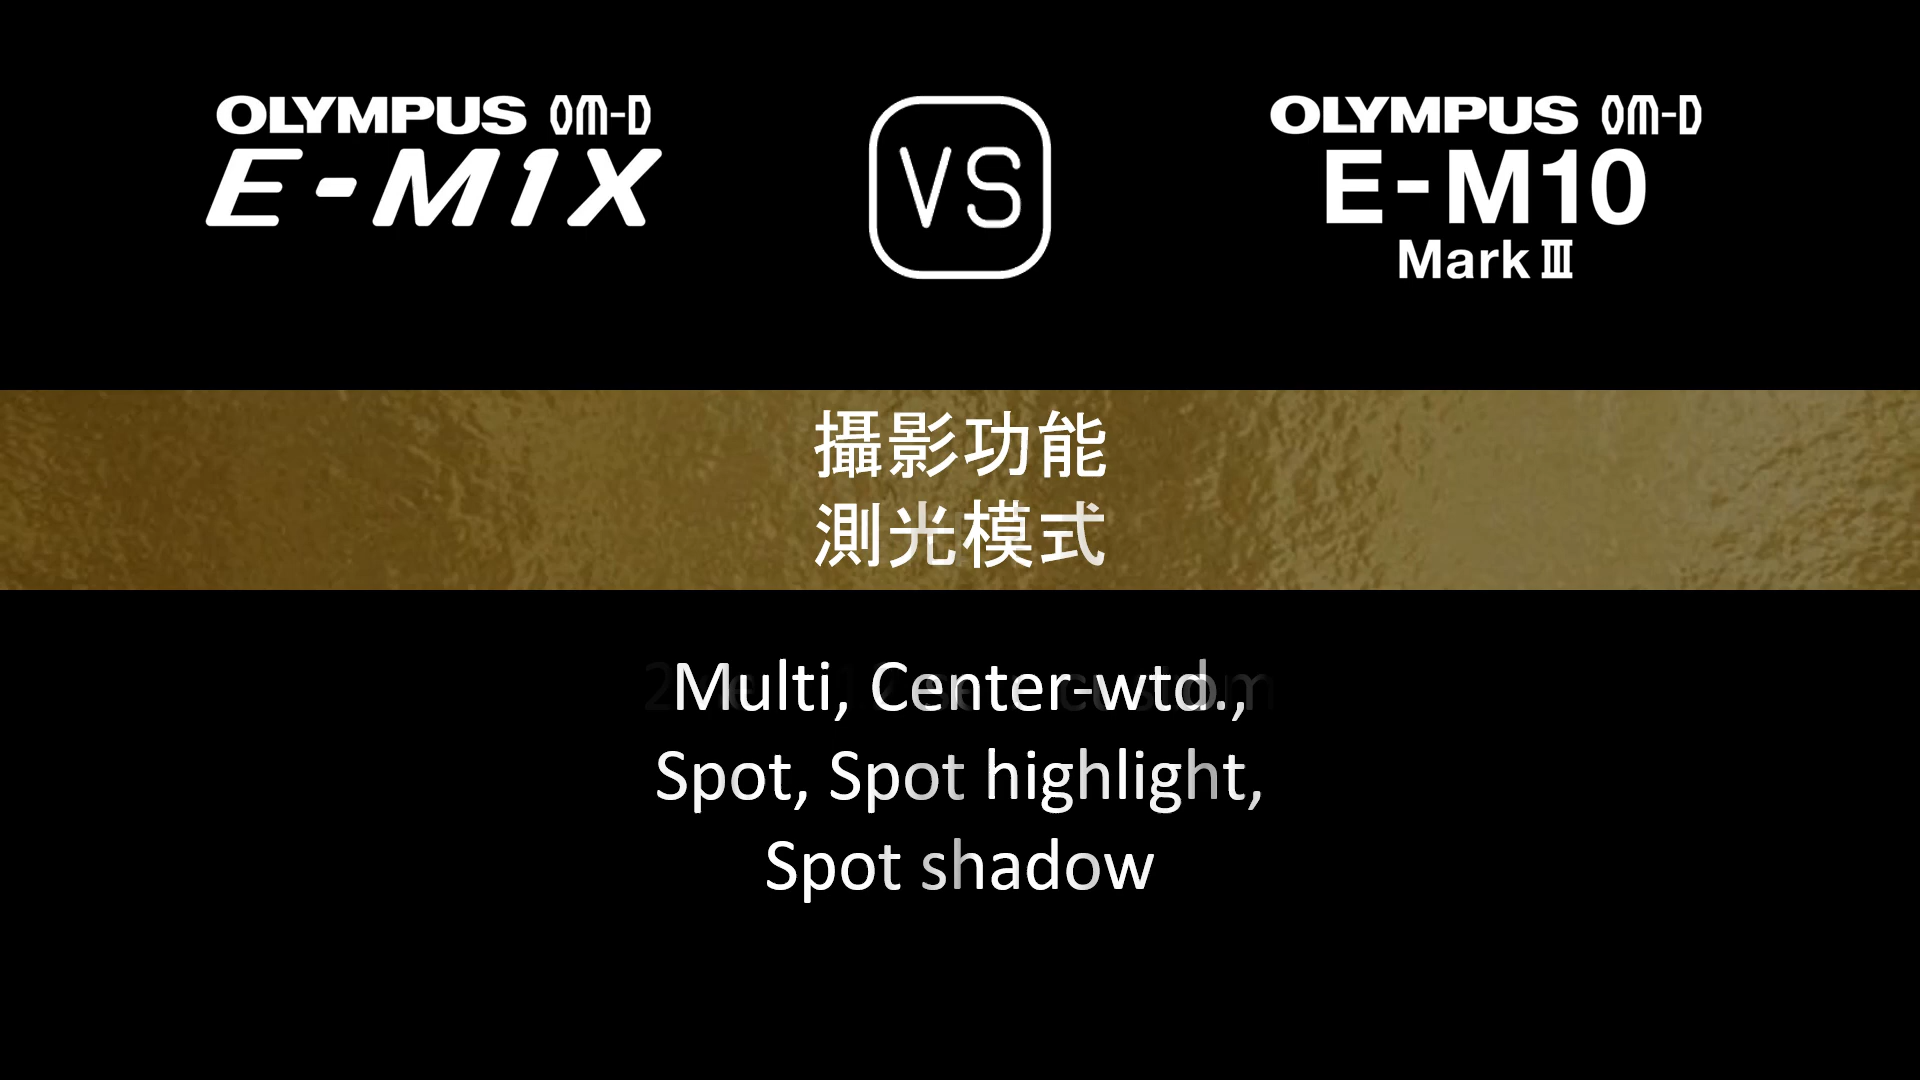 OLYMPUS OM-D
E-M1X
VS
OLYMPUS OM-D
E-M10
Mark III
攝影功能
測光模式
Multi, Center-wtd.,
Spot, Spot highlight,
Spot shadow